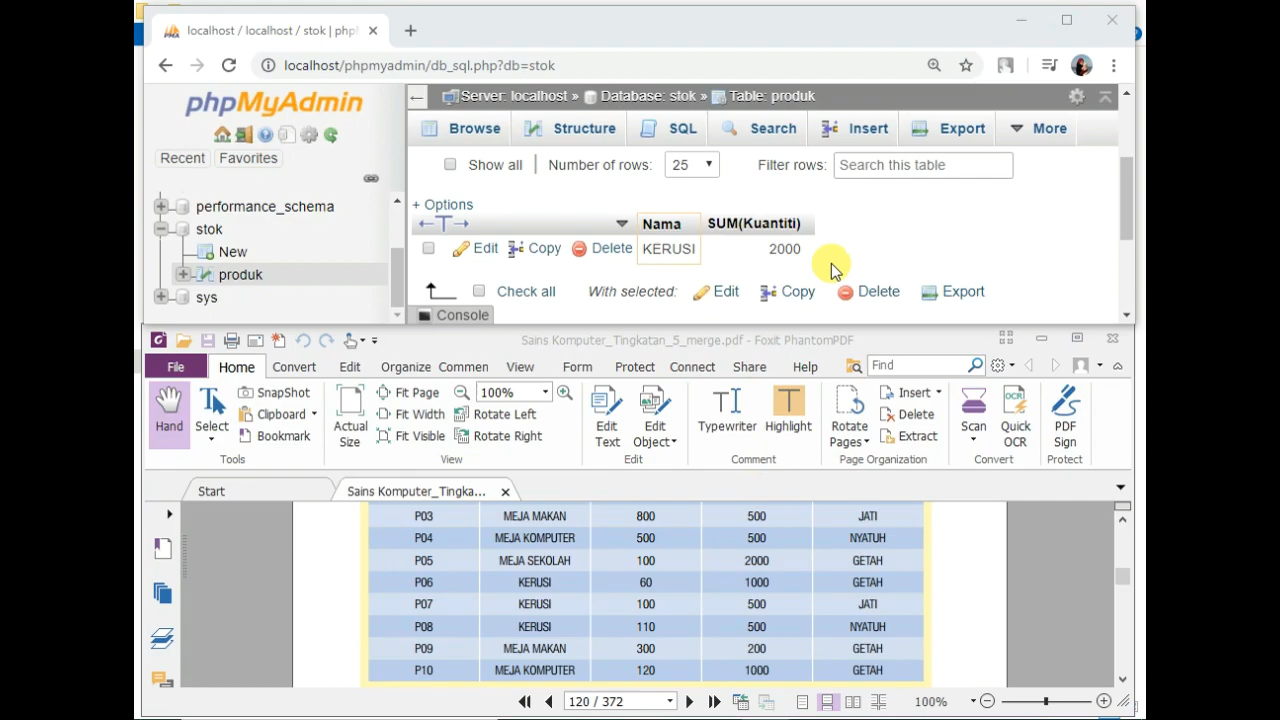 localhost / localhost / stok | php
localhost/phpmyadmin/db_sql.php?db=stok
phpMyAdmin
Recent Favorites
performance_schema
stok
New
produk
sys
Server: localhost » Database: stok » Table: produk
Browse Structure SQL Search Insert Export More
Show all Number of rows: 25 Filter rows: Search this table
+ Options
Nama SUM(Kuantiti)
Edit Copy Delete KERUSI 2000
Check all With selected: Edit Copy Delete Export
Console
Sains Komputer_Tingkatan_5_merge.pdf - Foxit PhantomPDF
File Home Convert Edit Organize Commen View Form Protect Connect Share Help Find
Hand
Select
SnapShot
Clipboard
Bookmark
Tools
Actual
Size
Fit Page
Fit Width
Fit Visible
100%
Rotate Left
Rotate Right
View
Edit
Text
Edit
Object
Edit
Typewriter
Highlight
Comment
Rotate
Pages
Insert
Delete
Extract
Page Organization
Scan
Quick
OCR
OCR
Convert
PDF
Sign
Protect
Start Sains Komputer_Tingka...
P03 MEJA MAKAN 800 500 JATI
P04 MEJA KOMPUTER 500 500 NYATUH
P05 MEJA SEKOLAH 100 2000 GETAH
P06 KERUSI 60 1000 GETAH
P07 KERUSI 100 500 JATI
P08 KERUSI 110 500 NYATUH
P09 MEJA MAKAN 300 200 GETAH
P10 MEJA KOMPUTER 120 1000 GETAH
120 / 372 100%